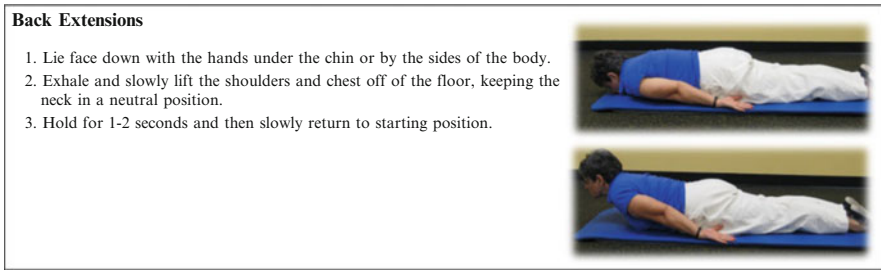 Back Extensions
1. Lie face down with the hands under the chin or by the sides of the body.
2. Exhale and slowly lift the shoulders and chest off of the floor, keeping the
neck in a neutral position.
3. Hold for 1-2 seconds and then slowly return to starting position.